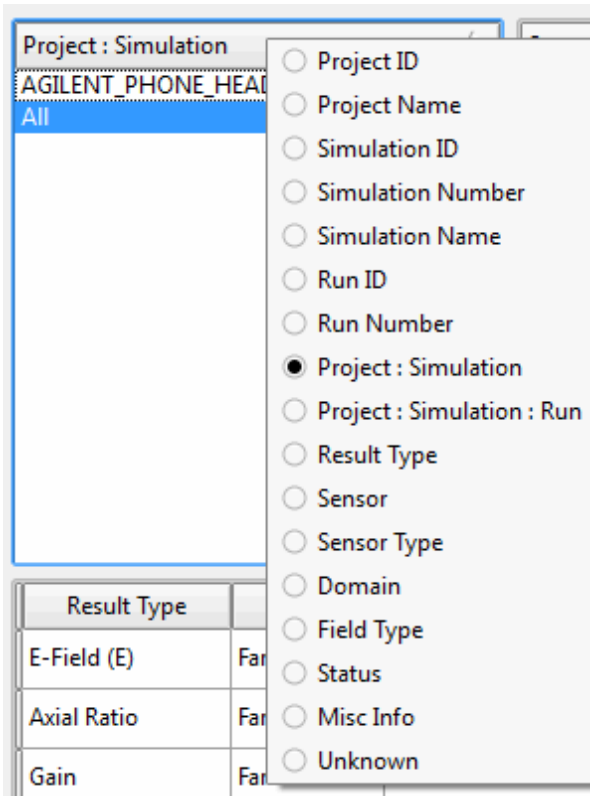 Project : Simulation
AGILENT_PHONE_HEAD
All
Project ID
Project Name
Simulation ID
Simulation Number
Simulation Name
Run ID
Run Number
Project : Simulation
Project : Simulation : Run
Result Type
Sensor
Sensor Type
Domain
Field Type
Status
Misc Info
Unknown
Result Type
E-Field (E)
Axial Ratio
Gain